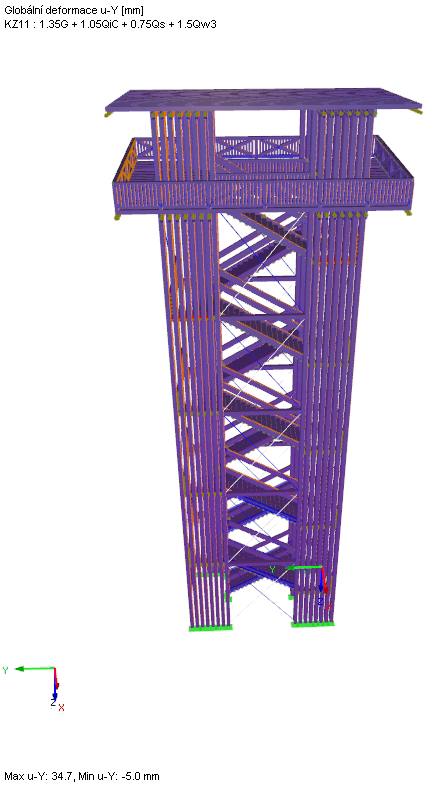 Globální deformace u-Y [mm]
KZ11 : 1.35G + 1.05QiC + 0.75Qs + 1.5Qw3
Y
Y
Z
X
Max u-Y: 34.7, Min u-Y: -5.0 mm